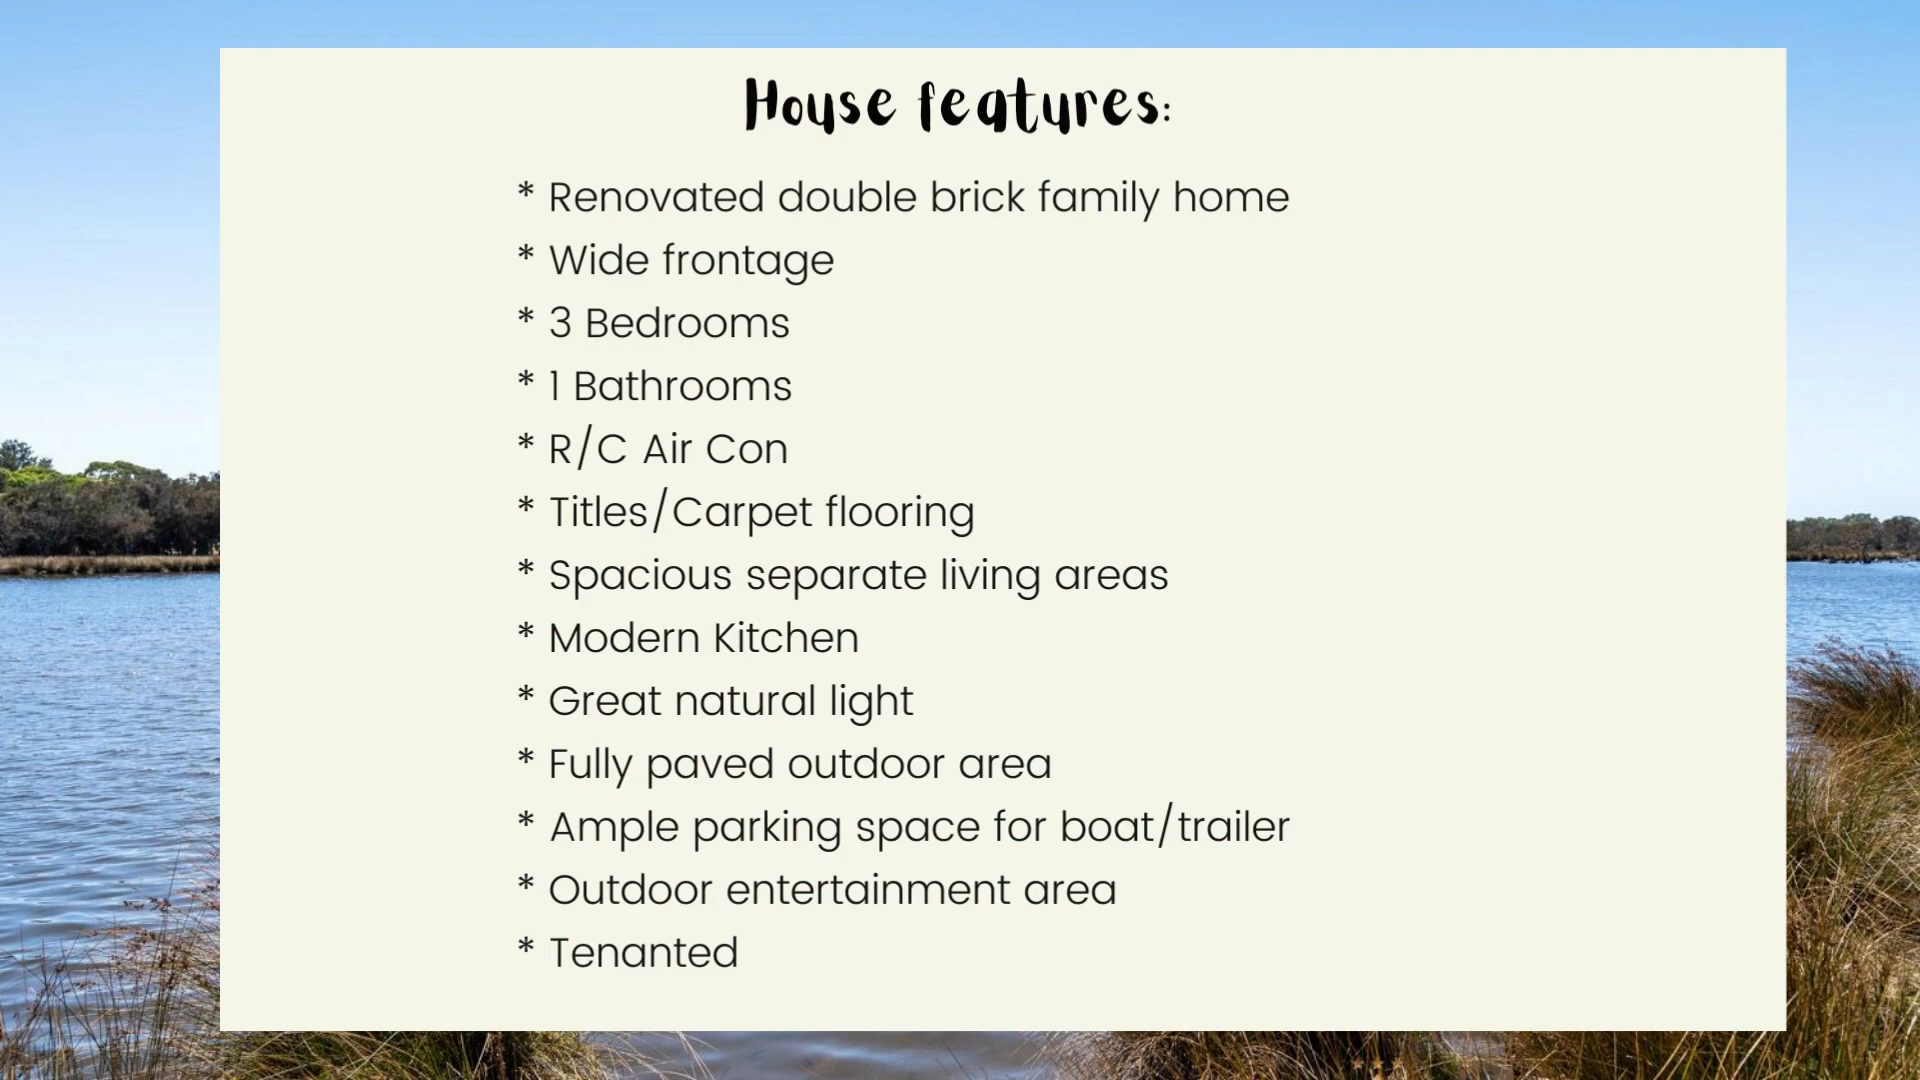 House features:
* Renovated double brick family home
* Wide frontage
* 3 Bedrooms
* 1 Bathrooms
* R/C Air Con
* Titles/Carpet flooring
* Spacious separate living areas
* Modern Kitchen
* Great natural light
* Fully paved outdoor area
* Ample parking space for boat/trailer
* Outdoor entertainment area
* Tenanted